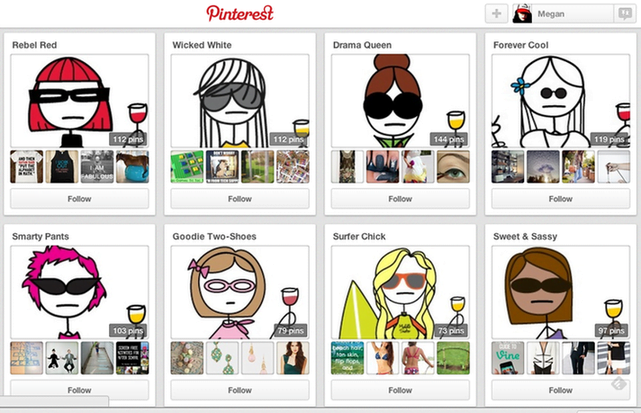 Pinterest
Megan
Rebel Red
Wicked White
Drama Queen
Forever Cool
112 pins
112 pins
144 pins
119 pins
Follow
Follow
Follow
Follow
Smarty Pants
Goodie Two-Shoes
Surfer Chick
Sweet & Sassy
103 pins
79 pins
73 pins
97 pins
Vine
Follow
Follow
Follow
Follow